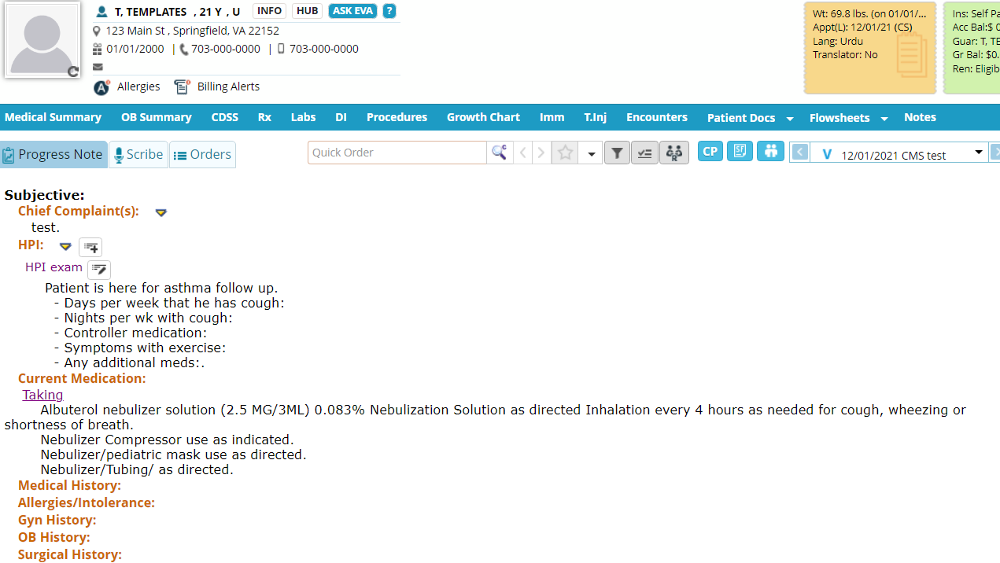 T, TEMPLATES , 21 Y , U INFO HUB ASK EVA ?
123 Main St , Springfield, VA 22152
01/01/2000 | 703-000-0000 | 703-000-0000
A Allergies Billing Alerts
Wt: 69.8 lbs. (on 01/01/...
Appt(L): 12/01/21 (CS)
Lang: Urdu
Translator: No
Ins: Self Pa
Acc Bal:$ 0
Guar: T, TE
Gr Bal: $0.
Ren: Eligib
Medical Summary OB Summary CDSS Rx Labs DI Procedures Growth Chart Imm T.Inj Encounters Patient Docs Flowsheets Notes
Progress Note Scribe Orders Quick Order C R CP SF V 12/01/2021 CMS test
Subjective:
Chief Complaint(s):
test.
HPI:
HPI exam
Patient is here for asthma follow up.
- Days per week that he has cough:
- Nights per wk with cough:
- Controller medication:
- Symptoms with exercise:
- Any additional meds:.
Current Medication:
Taking
Albuterol nebulizer solution (2.5 MG/3ML) 0.083% Nebulization Solution as directed Inhalation every 4 hours as needed for cough, wheezing or
shortness of breath.
Nebulizer Compressor use as indicated.
Nebulizer/pediatric mask use as directed.
Nebulizer/Tubing/ as directed.
Medical History:
Allergies/Intolerance:
Gyn History:
OB History:
Surgical History: